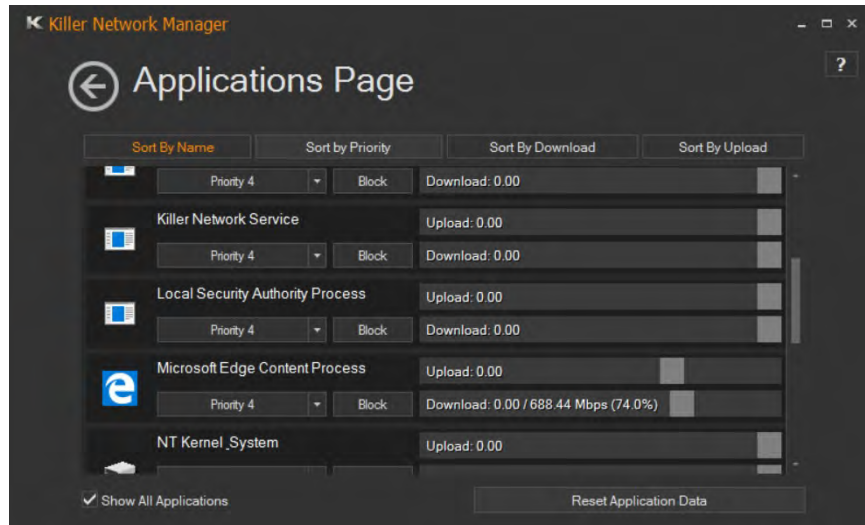 Killer Network Manager
?
Applications Page
Sort By Name Sort by Priority Sort By Download Sort By Upload
Priority 4 Block Download: 0.00
Killer Network Service Upload: 0.00
Priority 4 Block Download: 0.00
Local Security Authority Process Upload: 0.00
Priority 4 Block Download: 0.00
Microsoft Edge Content Process Upload: 0.00
Priority 4 Block Download: 0.00 / 688.44 Mbps (74.0%)
NT Kernel_System Upload: 0.00
Show All Applications Reset Application Data